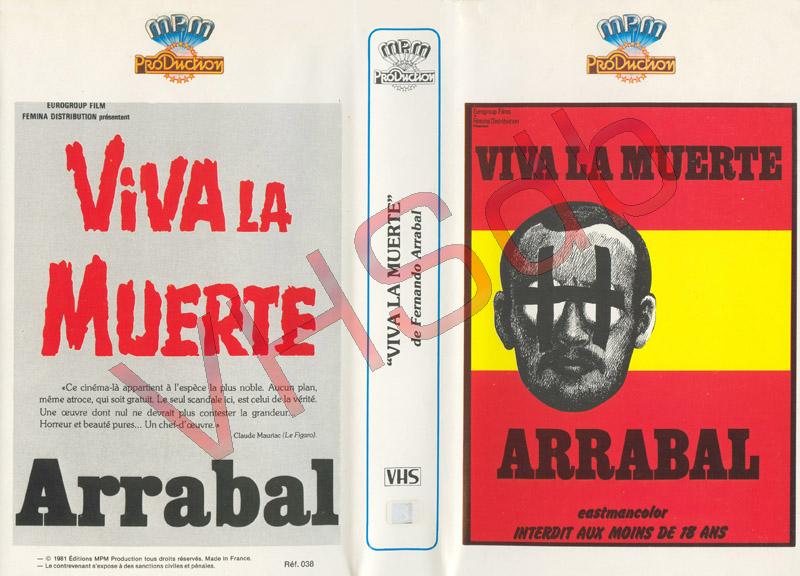 MPM
PRODUCTION
EUROGROUP FILM
FEMINA DISTRIBUTION présentent
VIVA LA
MUERTE
«Ce cinéma-là appartient à l'espèce la plus noble. Aucun plan,
même atroce, qui soit gratuit. Le seul scandale ici, est celui de la vérité.
Une œuvre dont nul ne devrait plus contester la grandeur...
Horreur et beauté pures... Un chef-d'œuvre.»
Claude Mauriac (Le Figaro).
Arrabal
— © 1981 Éditions MPM Production tous droits réservés. Made in France.
— Le contrevenant s'expose à des sanctions civiles et pénales.
Réf. 038
MPM
PRODUCTION
"VIVA LA MUERTE"
de Fernando Arrabal
VHS
MPM
PRODUCTION
Eurogroup Films
Femina Distribution
VIVA LA MUERTE
ARRABAL
eastmancolor
INTERDIT AUX MOINS DE 18 ANS
VHSdb